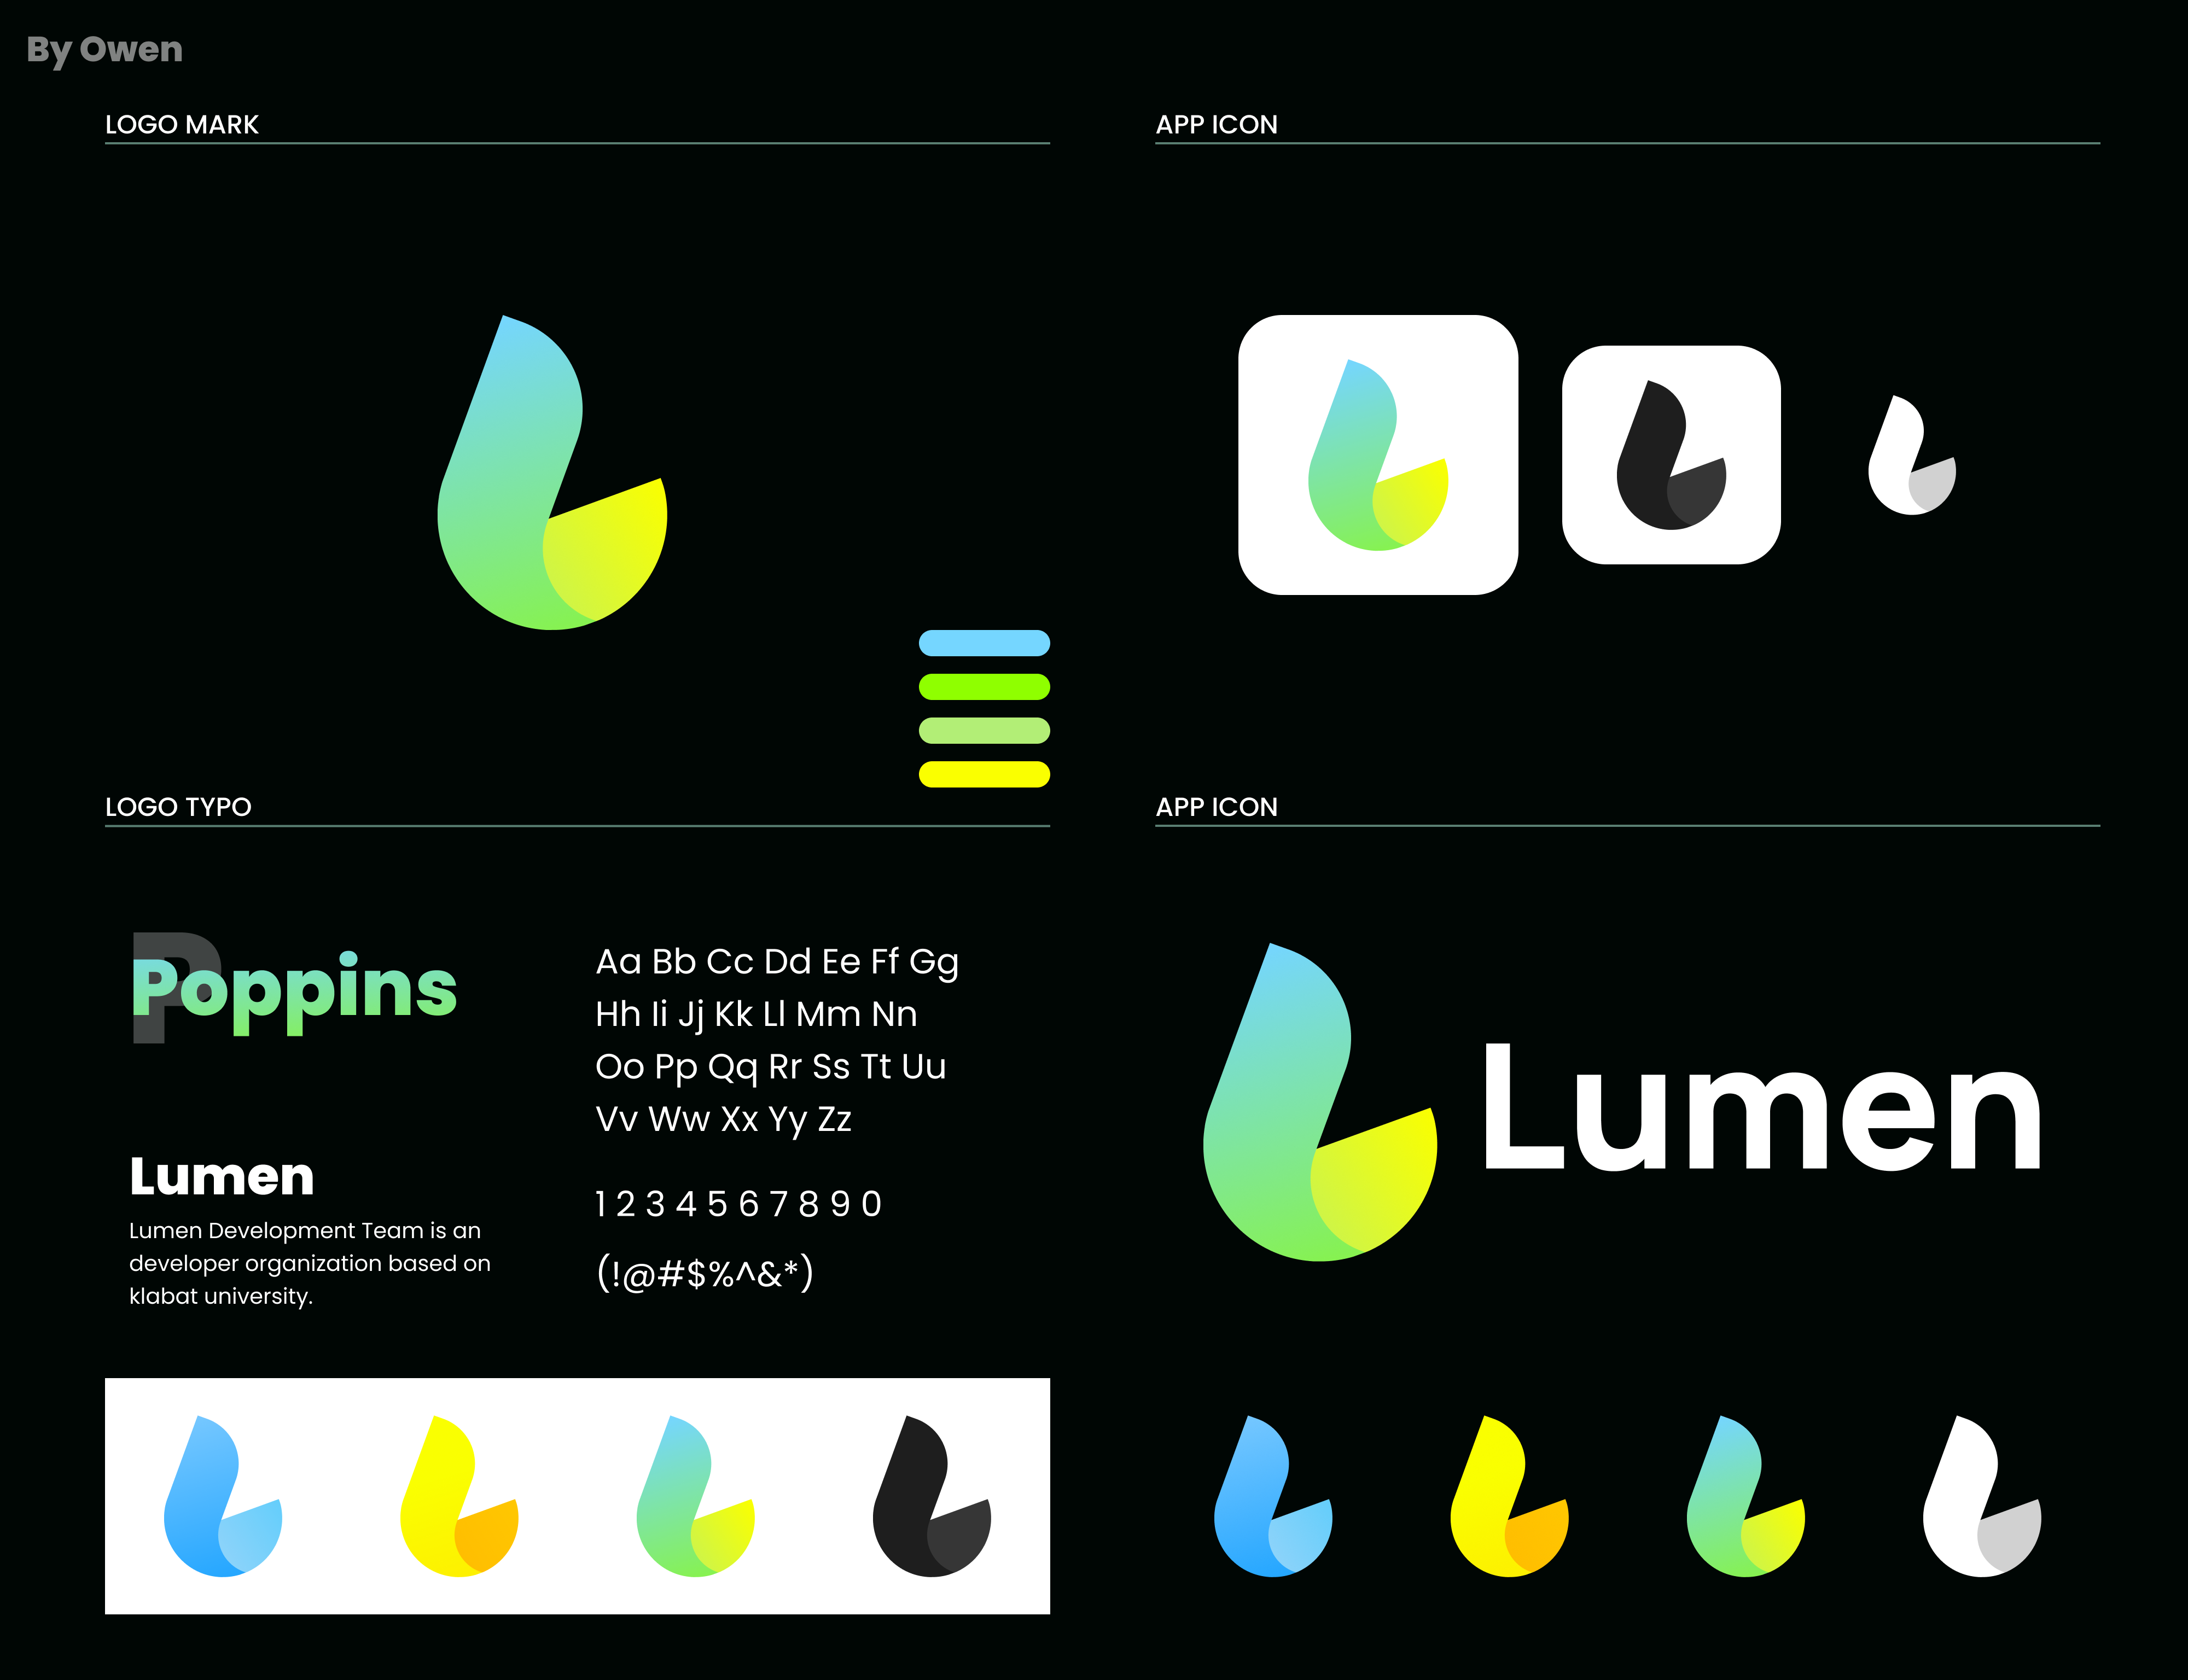 By Owen
LOGO MARK
APP ICON
LOGO TYPO
Poppins
P
Lumen
Lumen Development Team is an
developer organization based on
klabat university.
Aa Bb Cc Dd Ee Ff Gg
Hh Ii Jj Kk Ll Mm Nn
Oo Pp Qq Rr Ss Tt Uu
Vv Ww Xx Yy Zz
1 2 3 4 5 6 7 8 9 0
(!@#$%^&*)
APP ICON
Lumen